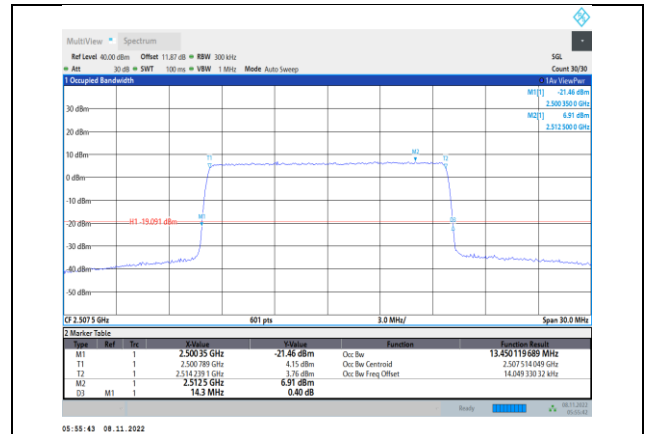 MultiView Spectrum
Ref Level 40.00 dBm Offset 11.87 dB RBW 300 kHz SGL
Att 30 dB SWT 100 ms VBW 1 MHz Mode Auto Sweep Count 30/30
1 Occupied Bandwidth 1Av ViewPwr
M1[1] -21.46 dBm
2.500 350 0 GHz
M2[1] 6.91 dBm
2.512 500 0 GHz
30 dBm
20 dBm
10 dBm
0 dBm
-10 dBm
-20 dBm
-30 dBm
-40 dBm
-50 dBm
T1
M2
T2
M1
H1 -19.091 dBm
D3
CF 2.507 5 GHz 601 pts 3.0 MHz/ Span 30.0 MHz
2 Marker Table
Type Ref Trc X-Value Y-Value Function Function Result
M1 1 2.500 35 GHz -21.46 dBm Occ Bw 13.450 119 689 MHz
T1 1 2.500 789 GHz 4.15 dBm Occ Bw Centroid 2.507 514 049 GHz
T2 1 2.514 239 1 GHz 3.76 dBm Occ Bw Freq Offset 14.049 330 32 kHz
M2 1 2.512 5 GHz 6.91 dBm
D3 M1 1 14.3 MHz 0.40 dB
Ready 08.11.2022
05:55:42
05:55:43 08.11.2022